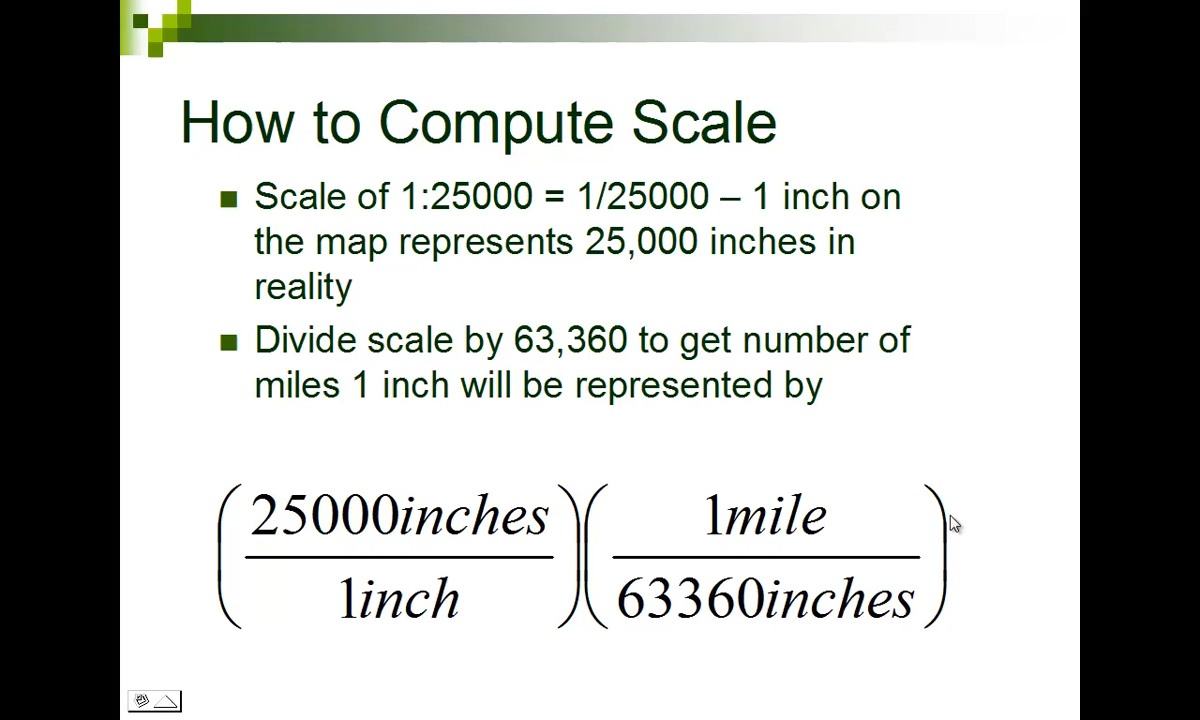 How to Compute Scale
Scale of 1:25000 = 1/25000 – 1 inch on
the map represents 25,000 inches in
reality
Divide scale by 63,360 to get number of
miles 1 inch will be represented by
(25000inches / 1inch)(1mile / 63360inches)